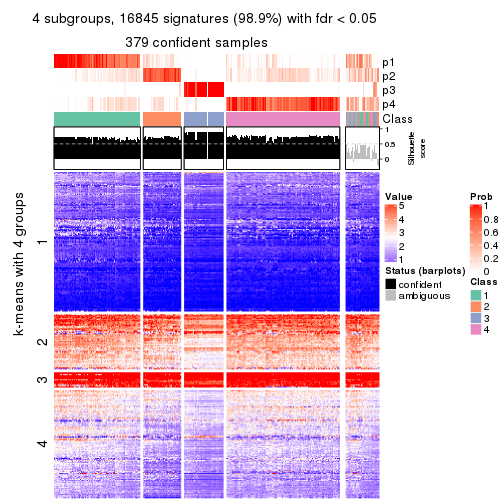 4 subgroups, 16845 signatures (98.9%) with fdr < 0.05
379 confident samples
p1
p2
p3
p4
Class
1
0.5
0
Silhouette
score
k-means with 4 groups
1
2
3
4
Value
5
4
3
2
1
Prob
1
0.8
0.6
0.4
0.2
0
Status (barplots)
confident
ambiguous
Class
1
2
3
4